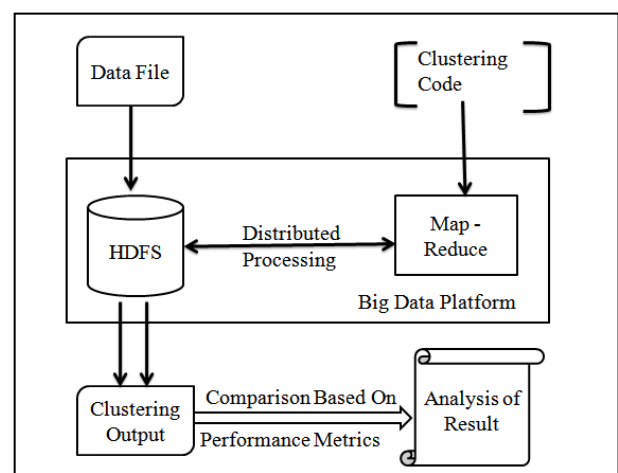 Data File
Clustering
Code
HDFS
Distributed
Processing
Map -
Reduce
Big Data Platform
Clustering
Output
Comparison Based On
Performance Metrics
Analysis of
Result